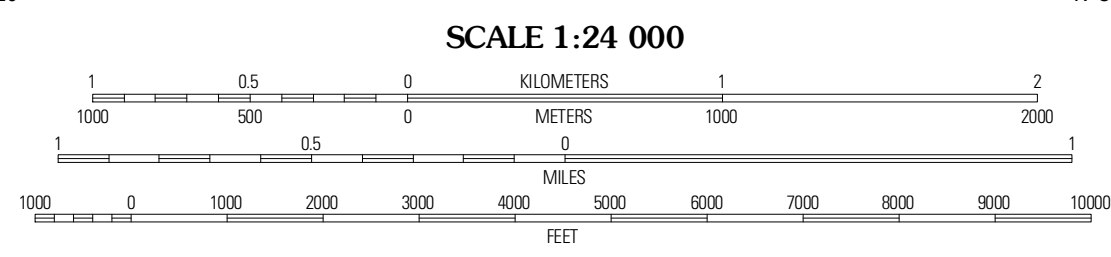 SCALE 1:24 000
1 0.5 0 KILOMETERS 1 2
1000 500 0 METERS 1000 2000
1 0.5 0 1
MILES
1000 0 1000 2000 3000 4000 5000 6000 7000 8000 9000 10000
FEET